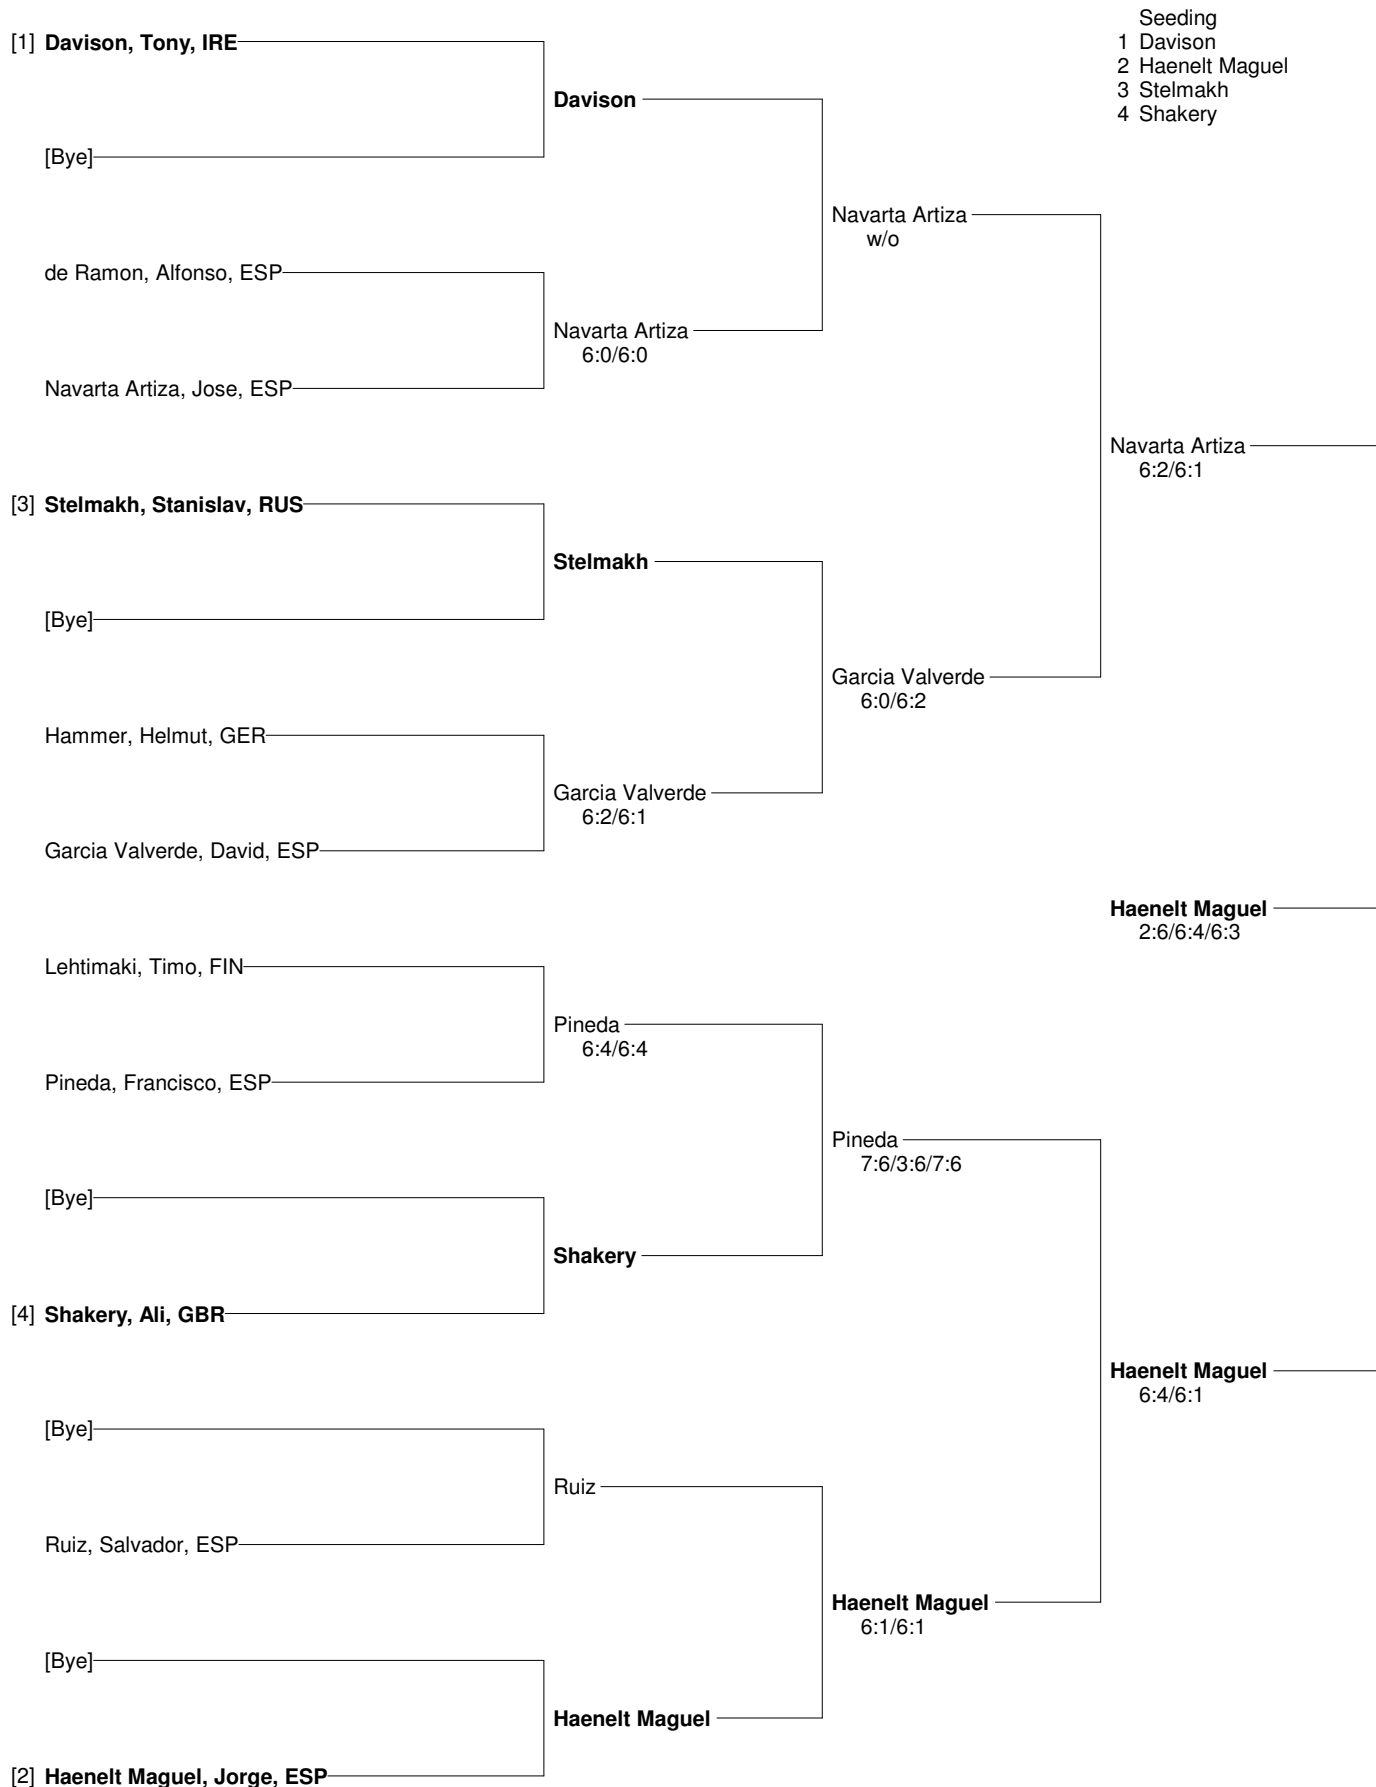 Seeding
1 Davison
2 Haenelt Maguel
3 Stelmakh
4 Shakery
[1] Davison, Tony, IRE
Davison
[Bye]
Navarta Artiza
w/o
de Ramon, Alfonso, ESP
Navarta Artiza
6:0/6:0
Navarta Artiza, Jose, ESP
Navarta Artiza
6:2/6:1
[3] Stelmakh, Stanislav, RUS
Stelmakh
[Bye]
Garcia Valverde
6:0/6:2
Hammer, Helmut, GER
Garcia Valverde
6:2/6:1
Garcia Valverde, David, ESP
Haenelt Maguel
2:6/6:4/6:3
Lehtimaki, Timo, FIN
Pineda
6:4/6:4
Pineda, Francisco, ESP
Pineda
7:6/3:6/7:6
[Bye]
Shakery
[4] Shakery, Ali, GBR
Haenelt Maguel
6:4/6:1
[Bye]
Ruiz
Ruiz, Salvador, ESP
Haenelt Maguel
6:1/6:1
[Bye]
Haenelt Maguel
[2] Haenelt Maguel, Jorge, ESP